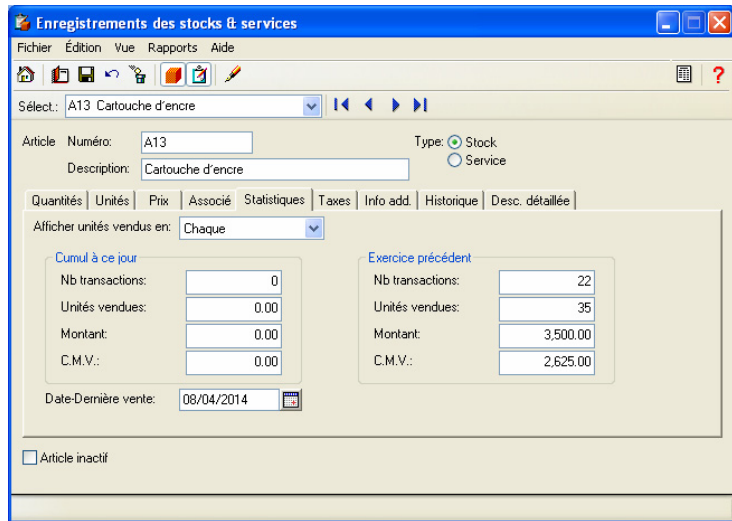 Enregistrements des stocks & services
Fichier Édition Vue Rapports Aide
Sélect.: A13 Cartouche d'encre
Article Numéro: A13 Type: Stock
Description: Cartouche d'encre Service
Quantités Unités Prix Associé Statistiques Taxes Info add. Historique Desc. détaillée
Afficher unités vendus en: Chaque
Cumul à ce jour Exercice précédent
Nb transactions: 0 Nb transactions: 22
Unités vendues: 0.00 Unités vendues: 35
Montant: 0.00 Montant: 3,500.00
C.M.V.: 0.00 C.M.V.: 2,625.00
Date-Dernière vente: 08/04/2014
Article inactif